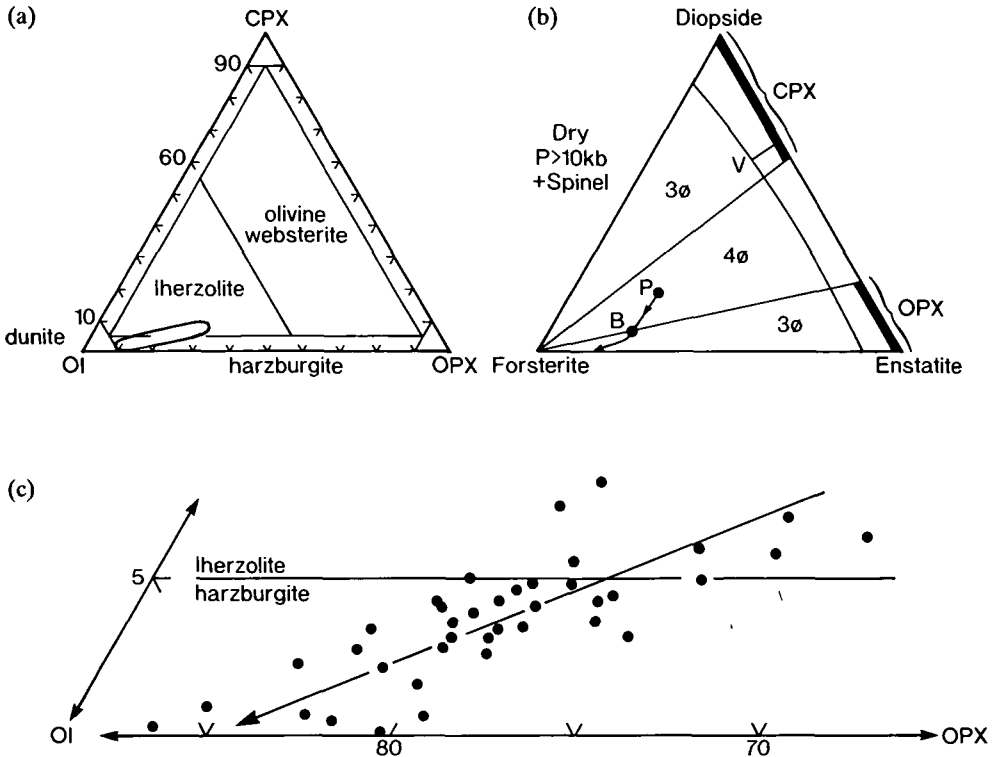 (a)
CPX
90
60
olivine
websterite
lherzolite
10
dunite
Ol
harzburgite
OPX
(b)
Diopside
CPX
Dry
P>10kb
+Spinel
V
3ø
4ø
P
B
3ø
OPX
Forsterite
Enstatite
(c)
5
lherzolite
harzburgite
Ol
80
70
OPX